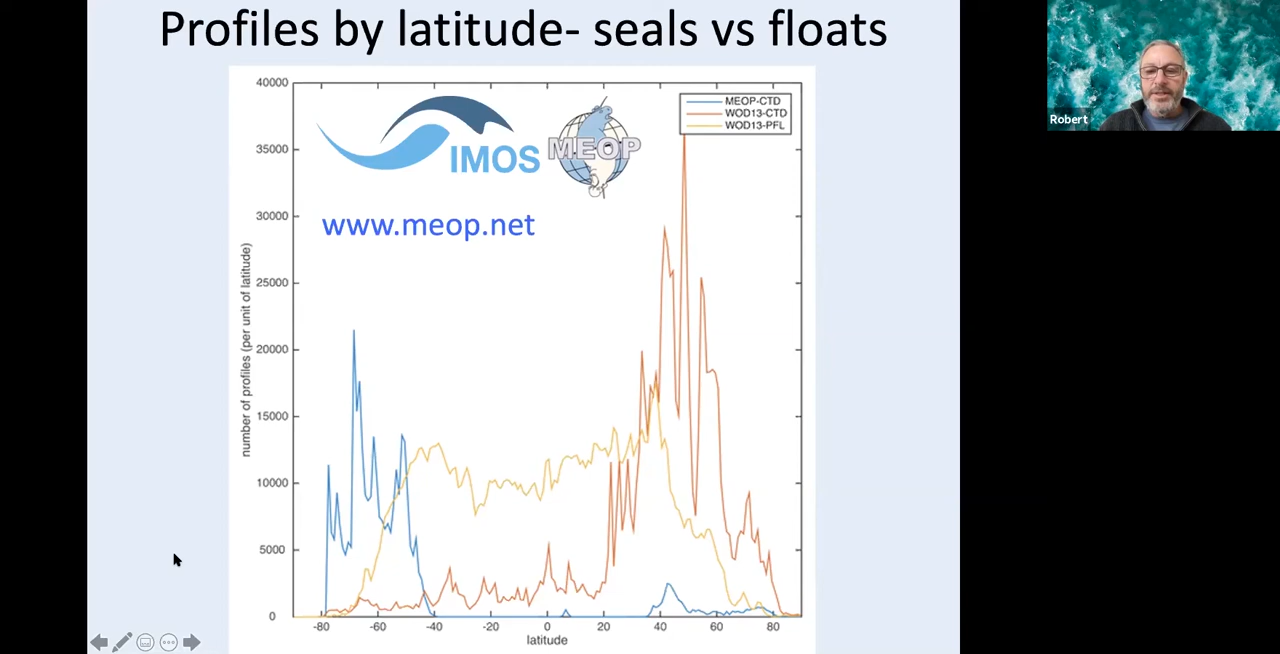 Profiles by latitude- seals vs floats
Robert
40000
35000
30000
25000
20000
15000
10000
5000
0
number of profiles (per unit of latitude)
IMOS
MEOP
www.meop.net
MEOP-CTD
WOD13-CTD
WOD13-PFL
-80 -60 -40 -20 0 20 40 60 80
latitude